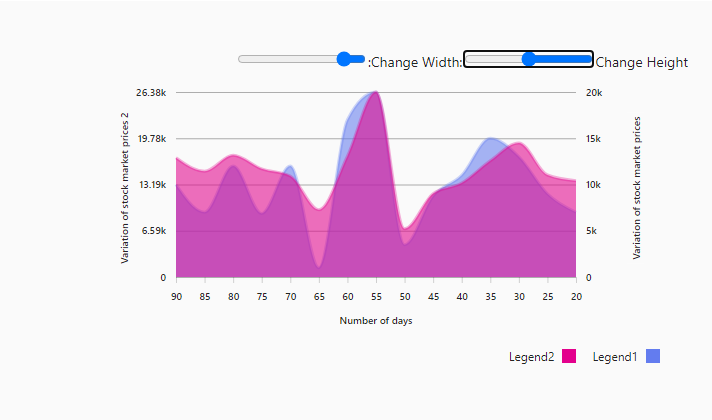 :Change Width: Change Height
26.38k
19.78k
13.19k
6.59k
0
Variation of stock market prices 2
20k
15k
10k
5k
0
Variation of stock market prices
90 85 80 75 70 65 60 55 50 45 40 35 30 25 20
Number of days
Legend2 Legend1